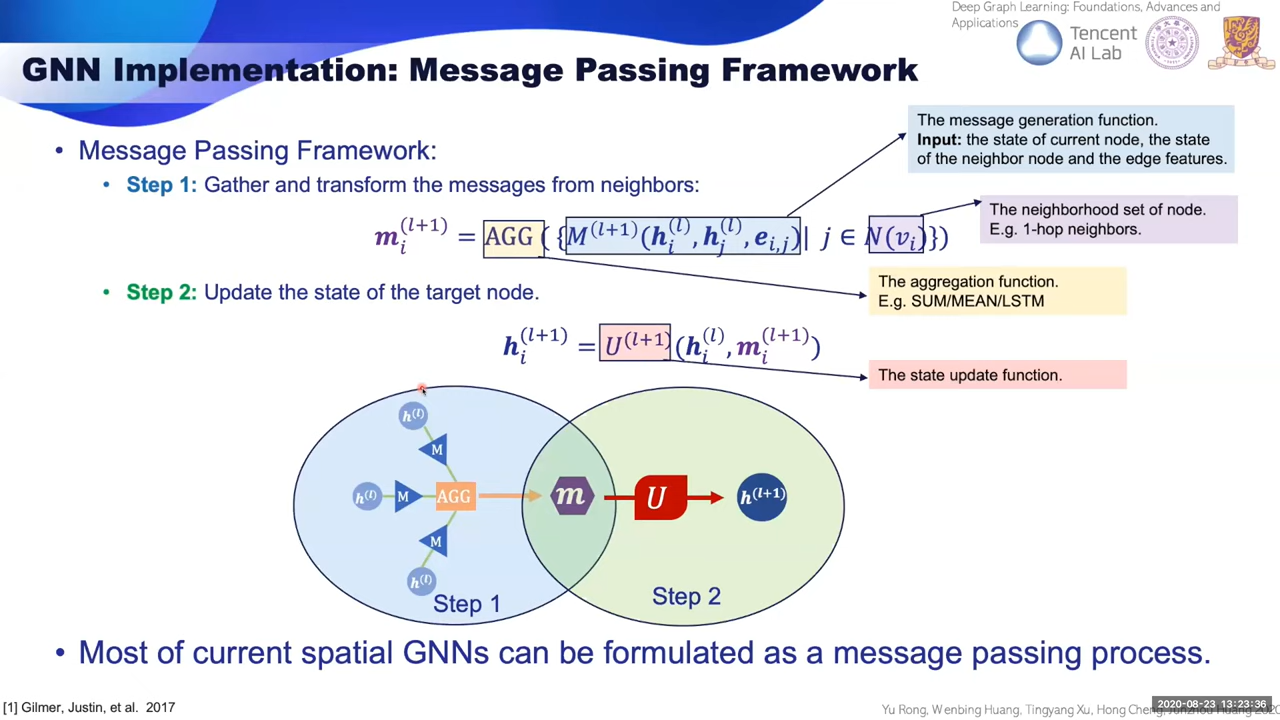 Deep Graph Learning: Foundations, Advances and
Applications
Tencent
AI Lab
GNN Implementation: Message Passing Framework
• Message Passing Framework:
• Step 1: Gather and transform the messages from neighbors:
m_i^{(l+1)} = AGG({M^{(l+1)}(h_i^{(l)}, h_j^{(l)}, e_{i,j}) | j ∈ N(v_i)})
The message generation function.
Input: the state of current node, the state
of the neighbor node and the edge features.
The neighborhood set of node.
E.g. 1-hop neighbors.
The aggregation function.
E.g. SUM/MEAN/LSTM
• Step 2: Update the state of the target node.
h_i^{(l+1)} = U^{(l+1)}(h_i^{(l)}, m_i^{(l+1)})
The state update function.
h^{(l)}
M
h^{(l)} M AGG m U h^{(l+1)}
M
h^{(l)}
Step 1
Step 2
• Most of current spatial GNNs can be formulated as a message passing process.
[1] Gilmer, Justin, et al. 2017
2020-08-23 13:23:36
Yu Rong, Wenbing Huang, Tingyang Xu, Hong Cheng, Junzhou Huang 2020